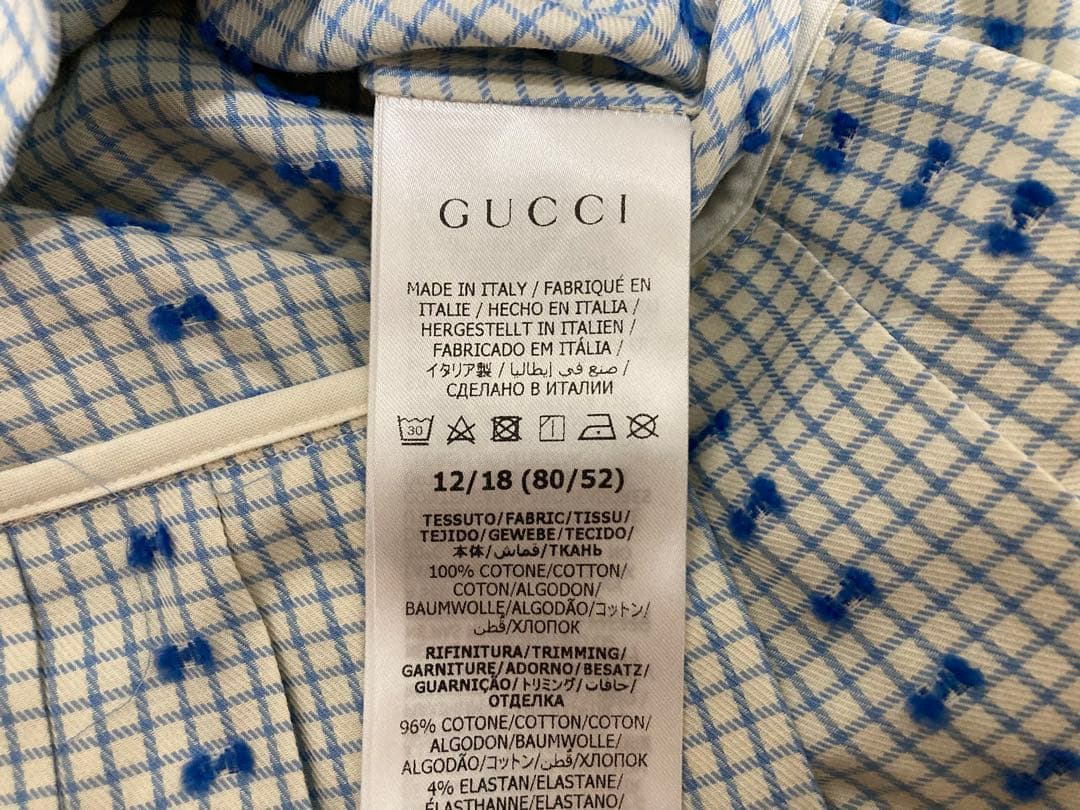 GUCCI
MADE IN ITALY / FABRIQUÉ EN
ITALIE / HECHO EN ITALIA /
HERGESTELLT IN ITALIEN /
FABRICADO EM ITÁLIA /
イタリア製 / صنع في إيطاليا /
СДЕЛАНО В ИТАЛИИ
30
12/18 (80/52)
TESSUTO/FABRIC/TISSU/
TEJIDO/GEWEBE/TECIDO/
本体/قماش/ТКАНЬ
100% COTONE/COTTON/
COTON/ALGODON/
BAUMWOLLE/ALGODÃO/コットン/
قطن/ХЛОПОК
RIFINITURA/TRIMMING/
GARNITURE/ADORNO/BESATZ/
GUARNIÇÃO/トリミング/حافات/
ОТДЕЛКА
96% COTONE/COTTON/COTON/
ALGODON/BAUMWOLLE/
ALGODÃO/コットン/قطن/ХЛОПОК
4% ELASTAN/ELASTANE/
ÉLASTHANNE/ELASTANO/